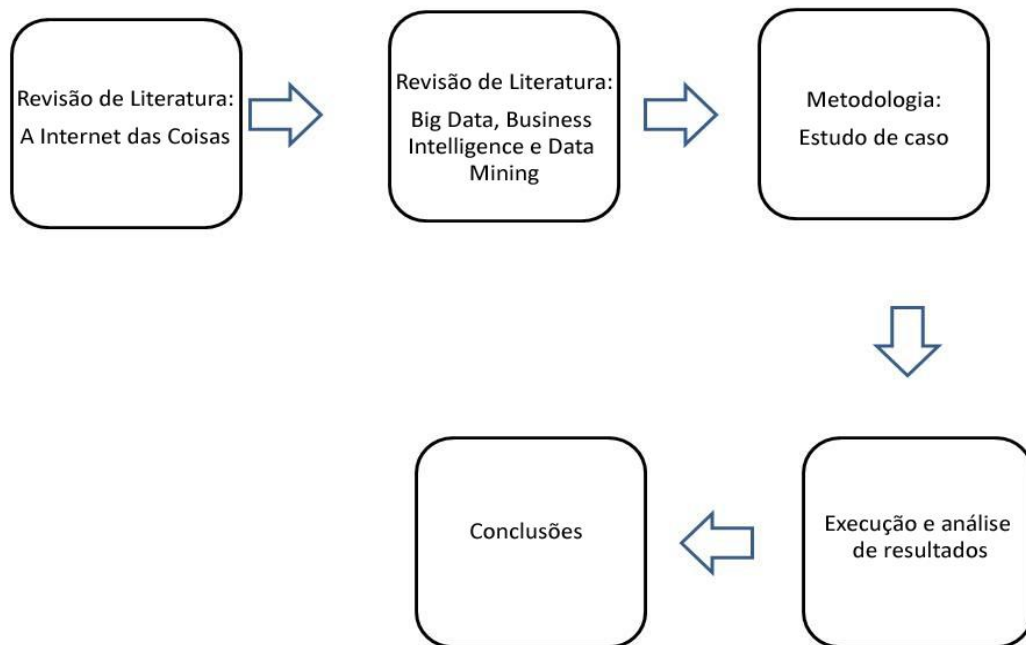 Revisão de Literatura:
A Internet das Coisas
Revisão de Literatura:
Big Data, Business
Intelligence e Data
Mining
Metodologia:
Estudo de caso
Execução e análise
de resultados
Conclusões